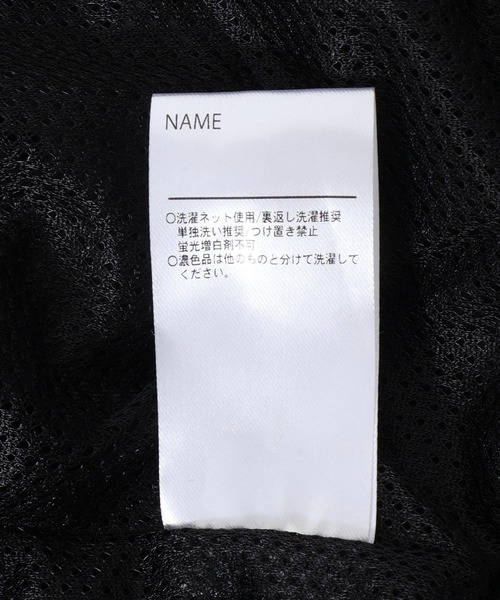 NAME
○洗濯ネット使用/裏返し洗濯推奨
単独洗い推奨/つけ置き禁止
蛍光増白剤不可
○濃色品は他のものと分けて洗濯して
ください。